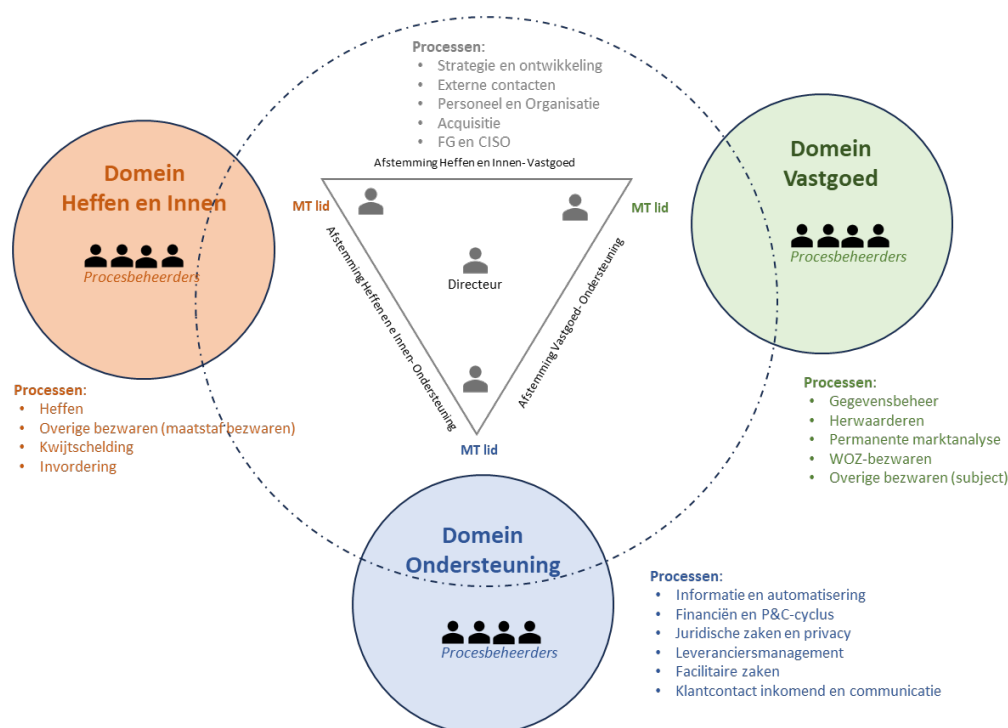 Processen:
• Strategie en ontwikkeling
• Externe contacten
• Personeel en Organisatie
• Acquisitie
• FG en CISO
Afstemming Heffen en Innen- Vastgoed
Domein
Heffen en Innen
Procesbeheerders
MT lid
MT lid
Domein
Vastgoed
Procesbeheerders
Directeur
Afstemming Heffen en e Innen- Ondersteuning
Afstemming Vastgoed- Ondersteuning
MT lid
Processen:
• Heffen
• Overige bezwaren (maatstaf bezwaren)
• Kwijtschelding
• Invordering
Processen:
• Gegevensbeheer
• Herwaarderen
• Permanente marktanalyse
• WOZ-bezwaren
• Overige bezwaren (subject)
Domein
Ondersteuning
Procesbeheerders
Processen:
• Informatie en automatisering
• Financiën en P&C-cyclus
• Juridische zaken en privacy
• Leveranciersmanagement
• Facilitaire zaken
• Klantcontact inkomend en communicatie